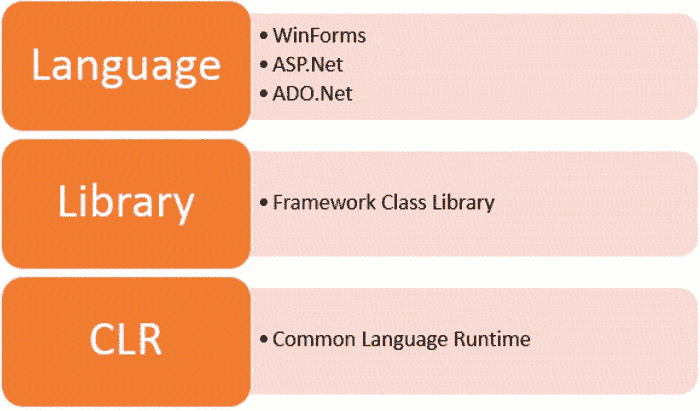 Language
• WinForms
• ASP.Net
• ADO.Net
Library
• Framework Class Library
CLR
• Common Language Runtime